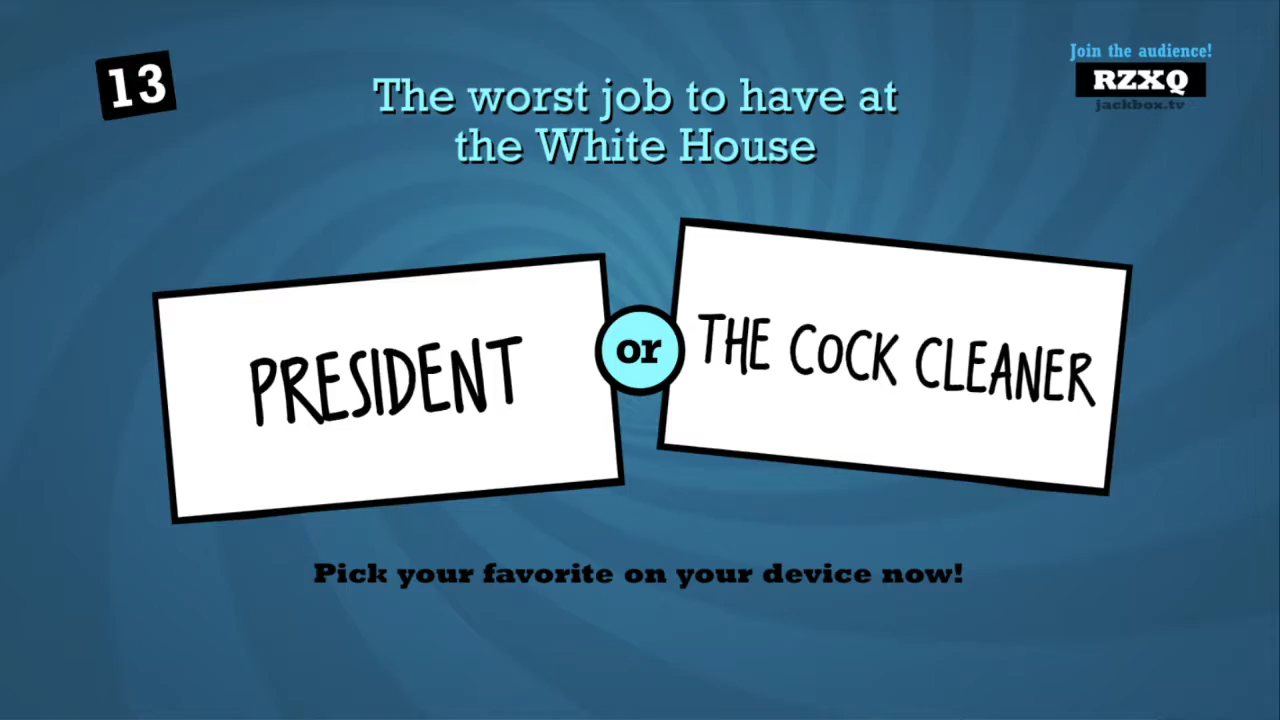 13
Join the audience!
RZXQ
jackbox.tv
The worst job to have at
the White House
PRESIDENT
or
THE COCK CLEANER
Pick your favorite on your device now!